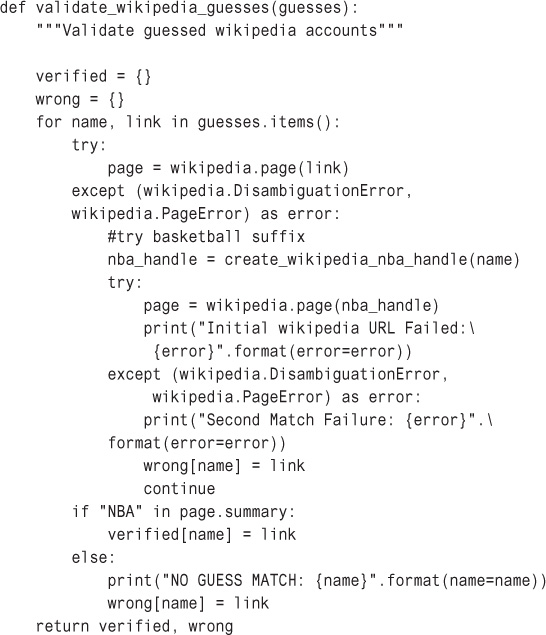 def validate_wikipedia_guesses(guesses):
    """Validate guessed wikipedia accounts"""

    verified = {}
    wrong = {}
    for name, link in guesses.items():
        try:
            page = wikipedia.page(link)
        except (wikipedia.DisambiguationError,
        wikipedia.PageError) as error:
            #try basketball suffix
            nba_handle = create_wikipedia_nba_handle(name)
            try:
                page = wikipedia.page(nba_handle)
                print("Initial wikipedia URL Failed:\
                 {error}".format(error=error))
            except (wikipedia.DisambiguationError,
                 wikipedia.PageError) as error:
                print("Second Match Failure: {error}".\
            format(error=error))
                wrong[name] = link
                continue
        if "NBA" in page.summary:
            verified[name] = link
        else:
            print("NO GUESS MATCH: {name}".format(name=name))
            wrong[name] = link
    return verified, wrong